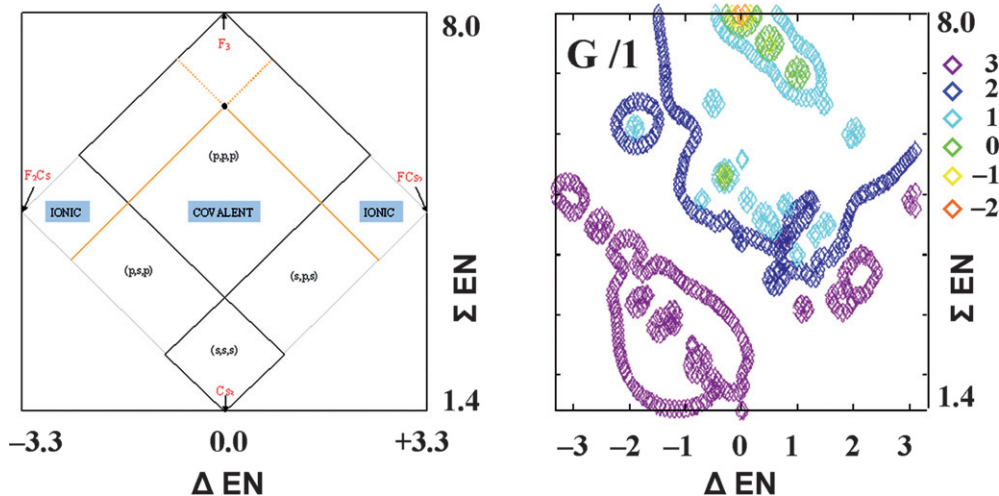 F₃
8.0
(p,p,p)
F₂Cs
FCs₂
IONIC
COVALENT
IONIC
(p,s,p)
(s,p,s)
(s,s,s)
Cs₃
Σ EN
1.4
−3.3
0.0
+3.3
Δ EN
G /1
8.0
3
2
1
0
−1
−2
Σ EN
1.4
−3
−2
−1
0
1
2
3
Δ EN